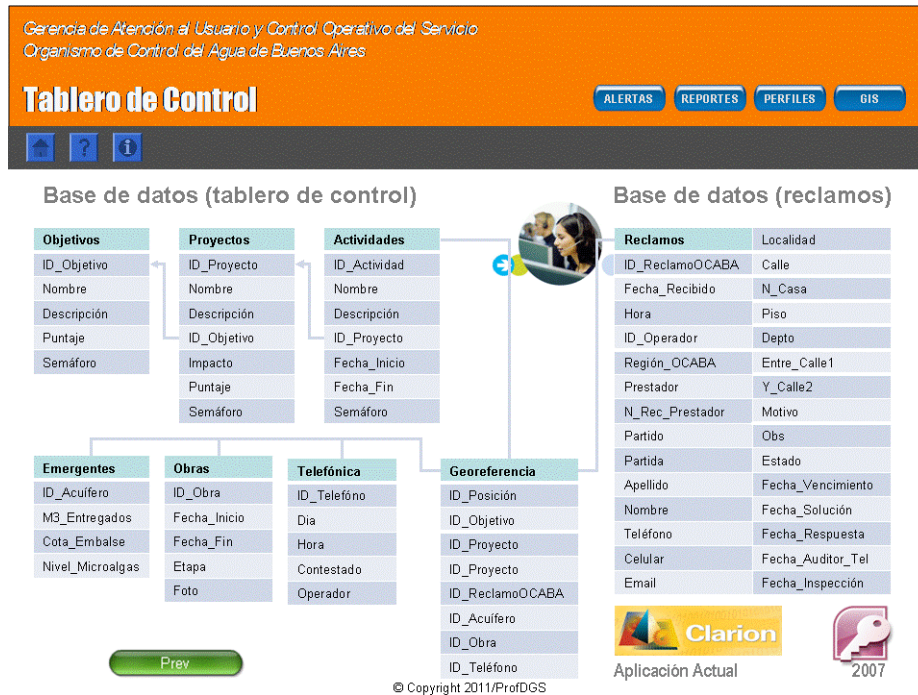 Gerencia de Atención al Usuario y Control Operativo del Servicio
Organismo de Control del Agua de Buenos Aires
Tablero de Control
ALERTAS
REPORTES
PERFILES
GIS
?
i
Base de datos (tablero de control)
Base de datos (reclamos)
Objetivos
ID_Objetivo
Nombre
Descripción
Puntaje
Semáforo
Proyectos
ID_Proyecto
Nombre
Descripción
ID_Objetivo
Impacto
Puntaje
Semáforo
Actividades
ID_Actividad
Nombre
Descripción
ID_Proyecto
Fecha_Inicio
Fecha_Fin
Semáforo
Reclamos
ID_ReclamoOCABA
Fecha_Recibido
Hora
ID_Operador
Región_OCABA
Prestador
N_Rec_Prestador
Partido
Partida
Apellido
Nombre
Teléfono
Celular
Email
Localidad
Calle
N_Casa
Piso
Depto
Entre_Calle1
Y_Calle2
Motivo
Obs
Estado
Fecha_Vencimiento
Fecha_Solución
Fecha_Respuesta
Fecha_Auditor_Tel
Fecha_Inspección
Emergentes
ID_Acuífero
M3_Entregados
Cota_Embalse
Nivel_Microalgas
Obras
ID_Obra
Fecha_Inicio
Fecha_Fin
Etapa
Foto
Telefónica
ID_Telefóno
Dia
Hora
Contestado
Operador
Georeferencia
ID_Posición
ID_Objetivo
ID_Proyecto
ID_Proyecto
ID_ReclamoOCABA
ID_Acuífero
ID_Obra
ID_Teléfono
Clarion
Aplicación Actual
2007
Prev
© Copyright 2011/ProfDGS